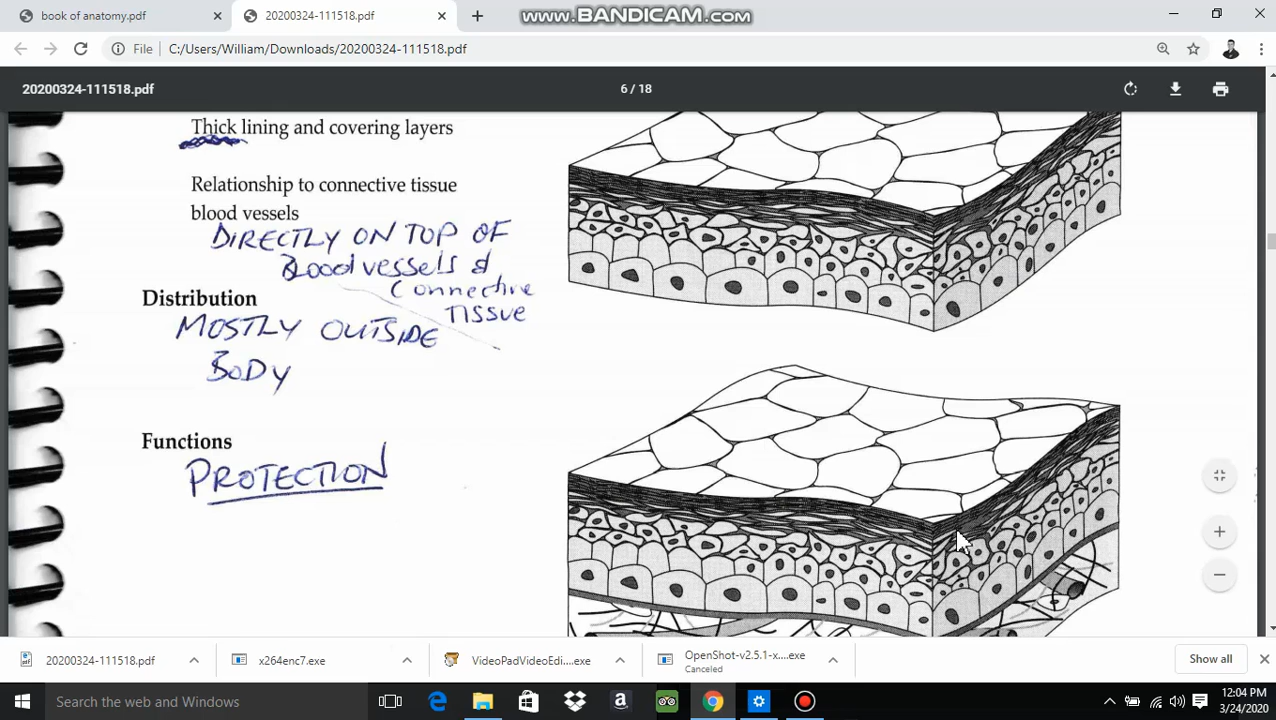 book of anatomy.pdf
20200324-111518.pdf
www.BANDICAM.com
File
C:/Users/William/Downloads/20200324-111518.pdf
20200324-111518.pdf
6 / 18
Thick lining and covering layers
Relationship to connective tissue
blood vessels
DIRECTLY ON TOP OF
Blood vessels &
Connective
TISSUE
Distribution
MOSTLY OUTSIDE
BODY
Functions
PROTECTION
20200324-111518.pdf
x264enc7.exe
VideoPadVideoEdi....exe
OpenShot-v2.5.1-x....exe
Canceled
Show all
Search the web and Windows
12:04 PM
3/24/2020